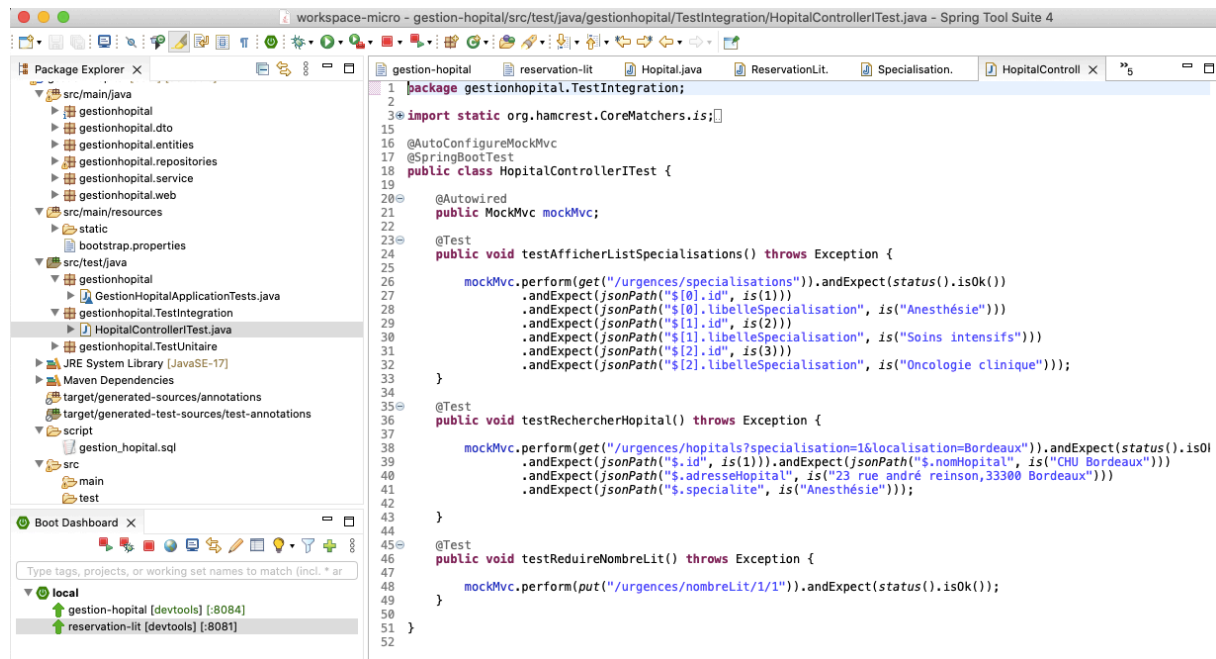 workspace-micro - gestion-hopital/src/test/java/gestionhopital/TestIntegration/HopitalControllerITest.java - Spring Tool Suite 4
Package Explorer
src/main/java
gestionhopital
gestionhopital.dto
gestionhopital.entities
gestionhopital.repositories
gestionhopital.service
gestionhopital.web
src/main/resources
static
bootstrap.properties
src/test/java
gestionhopital
GestionHopitalApplicationTests.java
gestionhopital.TestIntegration
HopitalControllerITest.java
gestionhopital.TestUnitaire
JRE System Library [JavaSE-17]
Maven Dependencies
target/generated-sources/annotations
target/generated-test-sources/test-annotations
script
gestion_hopital.sql
src
main
test
Boot Dashboard
Type tags, projects, or working set names to match (incl. * ar
local
gestion-hopital [devtools] [:8084]
reservation-lit [devtools] [:8081]
gestion-hopital reservation-lit Hopital.java ReservationLit. Specialisation. HopitalControll 5
1 package gestionhopital.TestIntegration;
2
3 import static org.hamcrest.CoreMatchers.is;
15
16 @AutoConfigureMockMvc
17 @SpringBootTest
18 public class HopitalControllerITest {
19
20 @Autowired
21 public MockMvc mockMvc;
22
23 @Test
24 public void testAfficherListSpecialisations() throws Exception {
25
26 mockMvc.perform(get("/urgences/specialisations")).andExpect(status().isOk())
27 .andExpect(jsonPath("$[0].id", is(1)))
28 .andExpect(jsonPath("$[0].libelleSpecialisation", is("Anesthésie")))
29 .andExpect(jsonPath("$[1].id", is(2)))
30 .andExpect(jsonPath("$[1].libelleSpecialisation", is("Soins intensifs")))
31 .andExpect(jsonPath("$[2].id", is(3)))
32 .andExpect(jsonPath("$[2].libelleSpecialisation", is("Oncologie clinique")));
33 }
34
35 @Test
36 public void testRechercherHopital() throws Exception {
37
38 mockMvc.perform(get("/urgences/hopitals?specialisation=1&localisation=Bordeaux")).andExpect(status().isOk
39 .andExpect(jsonPath("$.id", is(1))).andExpect(jsonPath("$.nomHopital", is("CHU Bordeaux")))
40 .andExpect(jsonPath("$.adresseHopital", is("23 rue andré reinson,33300 Bordeaux")))
41 .andExpect(jsonPath("$.specialite", is("Anesthésie")));
42
43 }
44
45 @Test
46 public void testReduireNombreLit() throws Exception {
47
48 mockMvc.perform(put("/urgences/nombreLit/1/1")).andExpect(status().isOk());
49 }
50
51 }
52